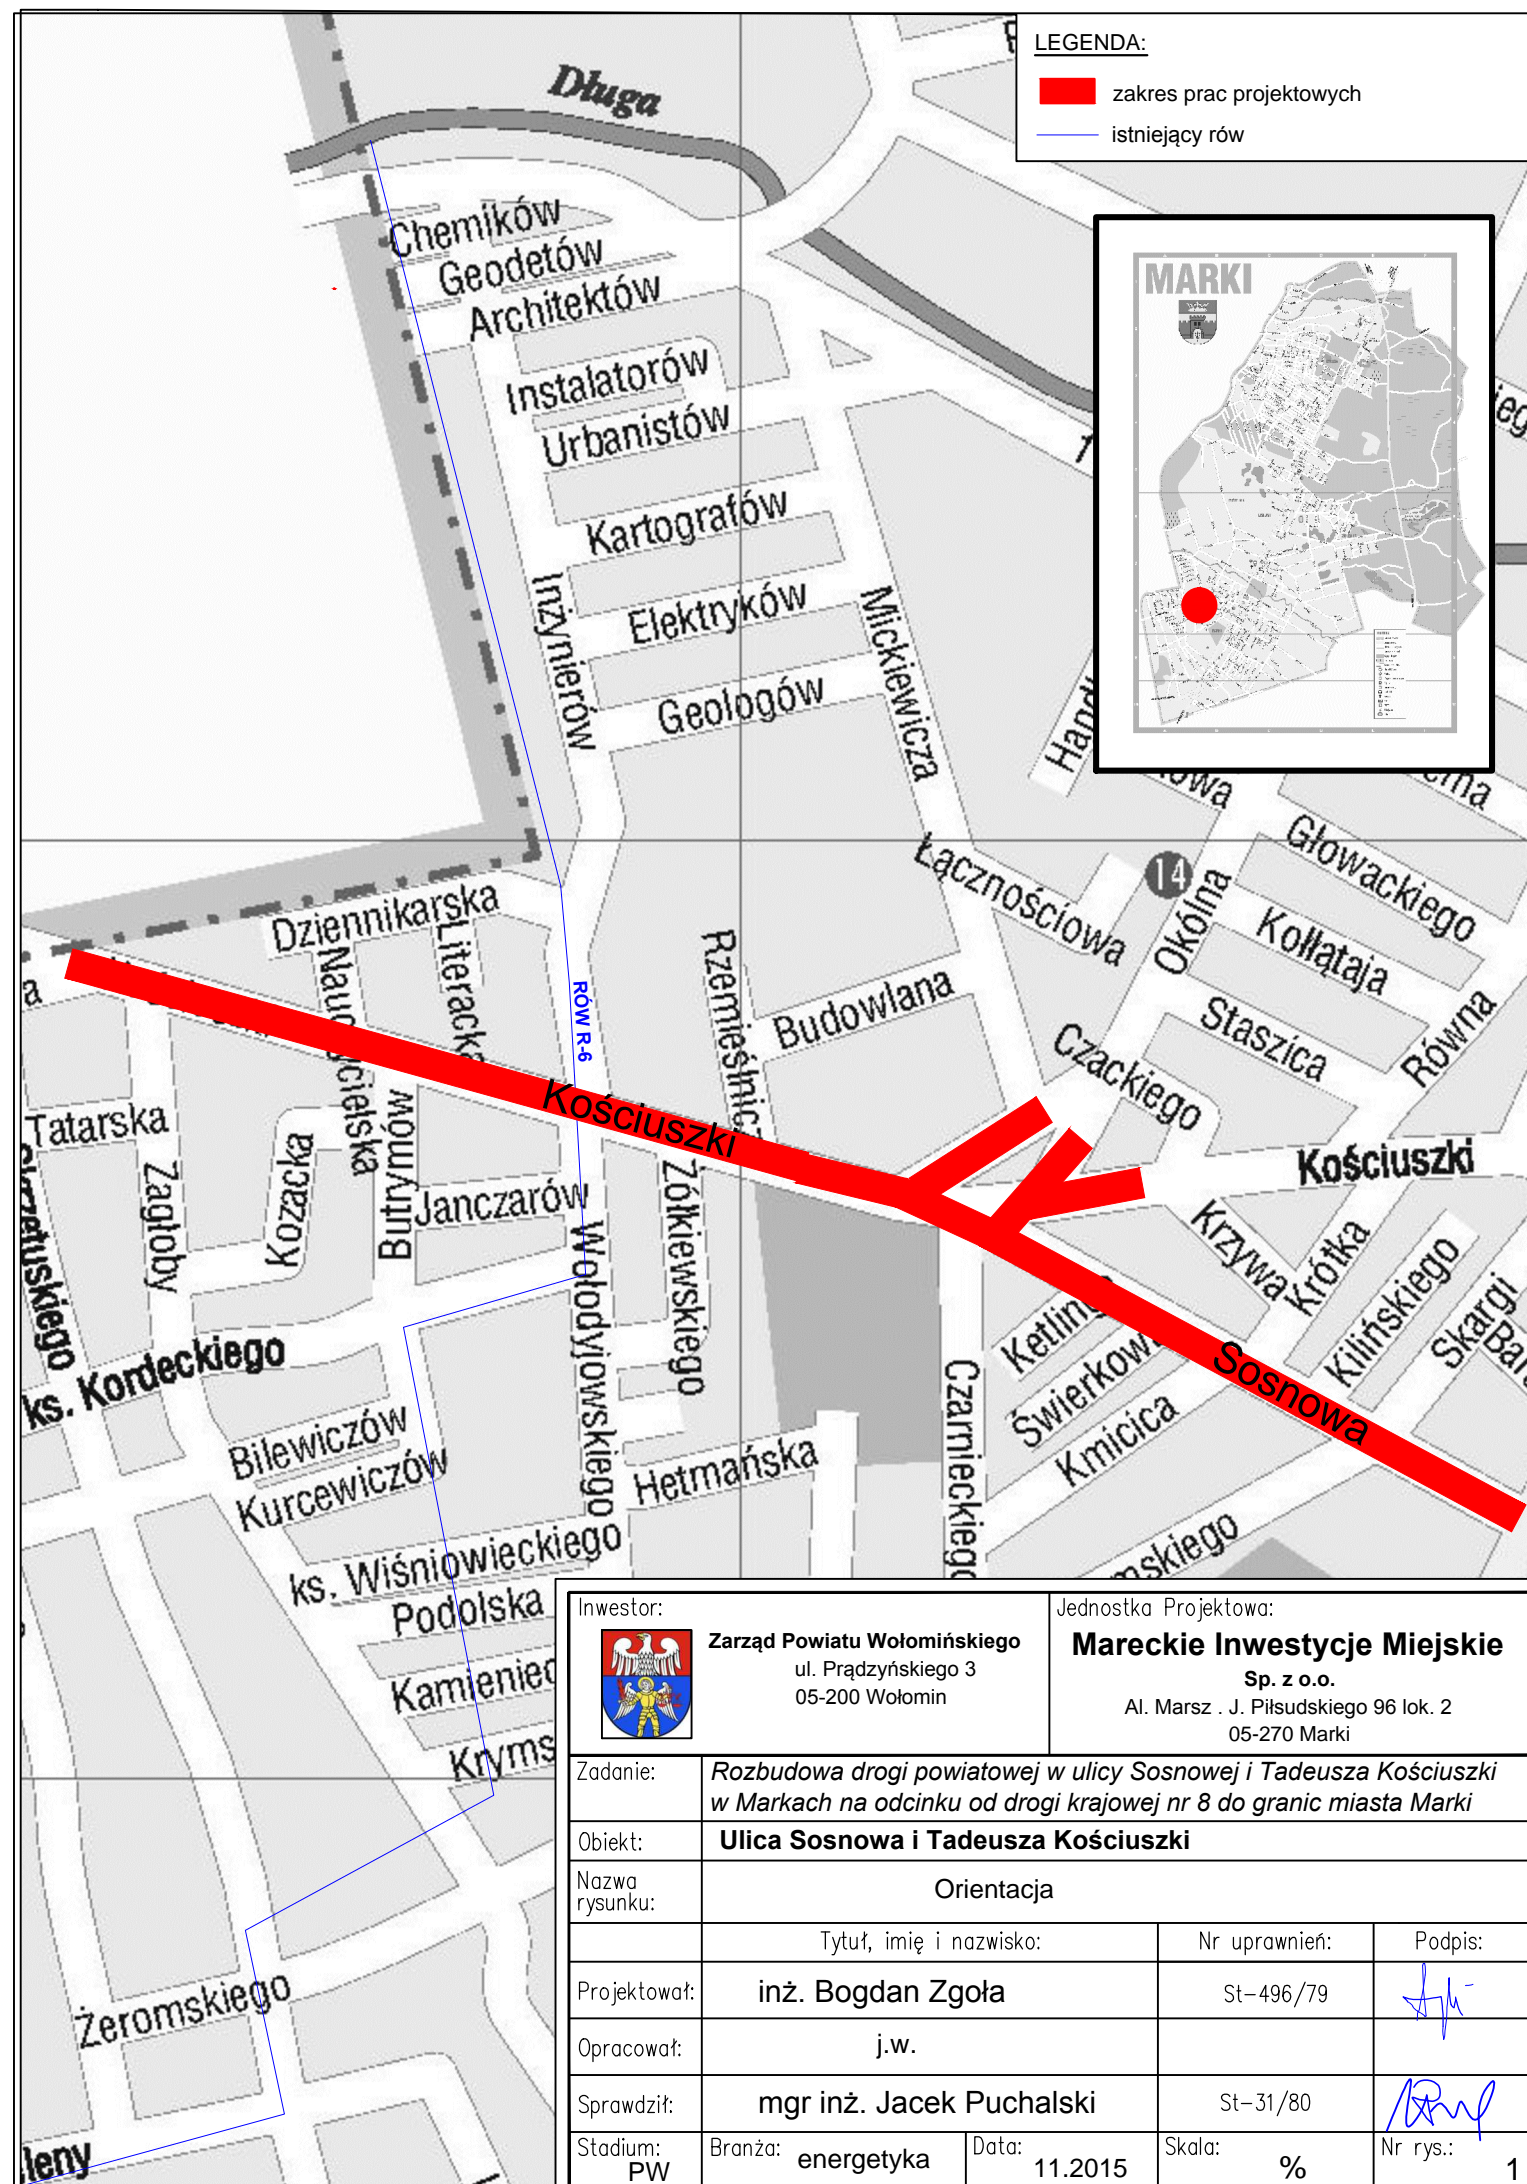 LEGENDA:
zakres prac projektowych
istniejący rów
Długa
MARKI
Chemików
Geodetów
Architektów
Instalatorów
Urbanistów
Kartografów
Elektryków
Geologów
Inżynierów
Mickiewicza
Łącznościowa
14
Okólna
Głowackiego
Kołłątaja
Staszica
Równa
Czackiego
Dziennikarska
Literacka
RÓW R-6
Budowlana
Kościuszki
Kościuszki
Tatarska
Zagłoby
Kozacka
Butrymów
Janczarów
Wołodyjowskiego
Żółkiewskiego
Krzywa
Krótka
Kilińskiego
Skargi
Sosnowa
Kmicica
Czarnieckiego
ks. Kordeckiego
Bilewiczów
Kurcewiczów
Hetmańska
ks. Wiśniowieckiego
Podolska
Żeromskiego
Inwestor:
Zarząd Powiatu Wołomińskiego
ul. Prądzyńskiego 3
05-200 Wołomin
Jednostka Projektowa:
Mareckie Inwestycje Miejskie
Sp. z o.o.
Al. Marsz . J. Piłsudskiego 96 lok. 2
05-270 Marki
Zadanie:
Rozbudowa drogi powiatowej w ulicy Sosnowej i Tadeusza Kościuszki
w Markach na odcinku od drogi krajowej nr 8 do granic miasta Marki
Obiekt:
Ulica Sosnowa i Tadeusza Kościuszki
Nazwa
rysunku:
Orientacja
Tytuł, imię i nazwisko: Nr uprawnień: Podpis:
Projektował: inż. Bogdan Zgoła St-496/79
Opracował: j.w.
Sprawdził: mgr inż. Jacek Puchalski St-31/80
Stadium: PW
Branża: energetyka
Data: 11.2015
Skala: %
Nr rys.: 1